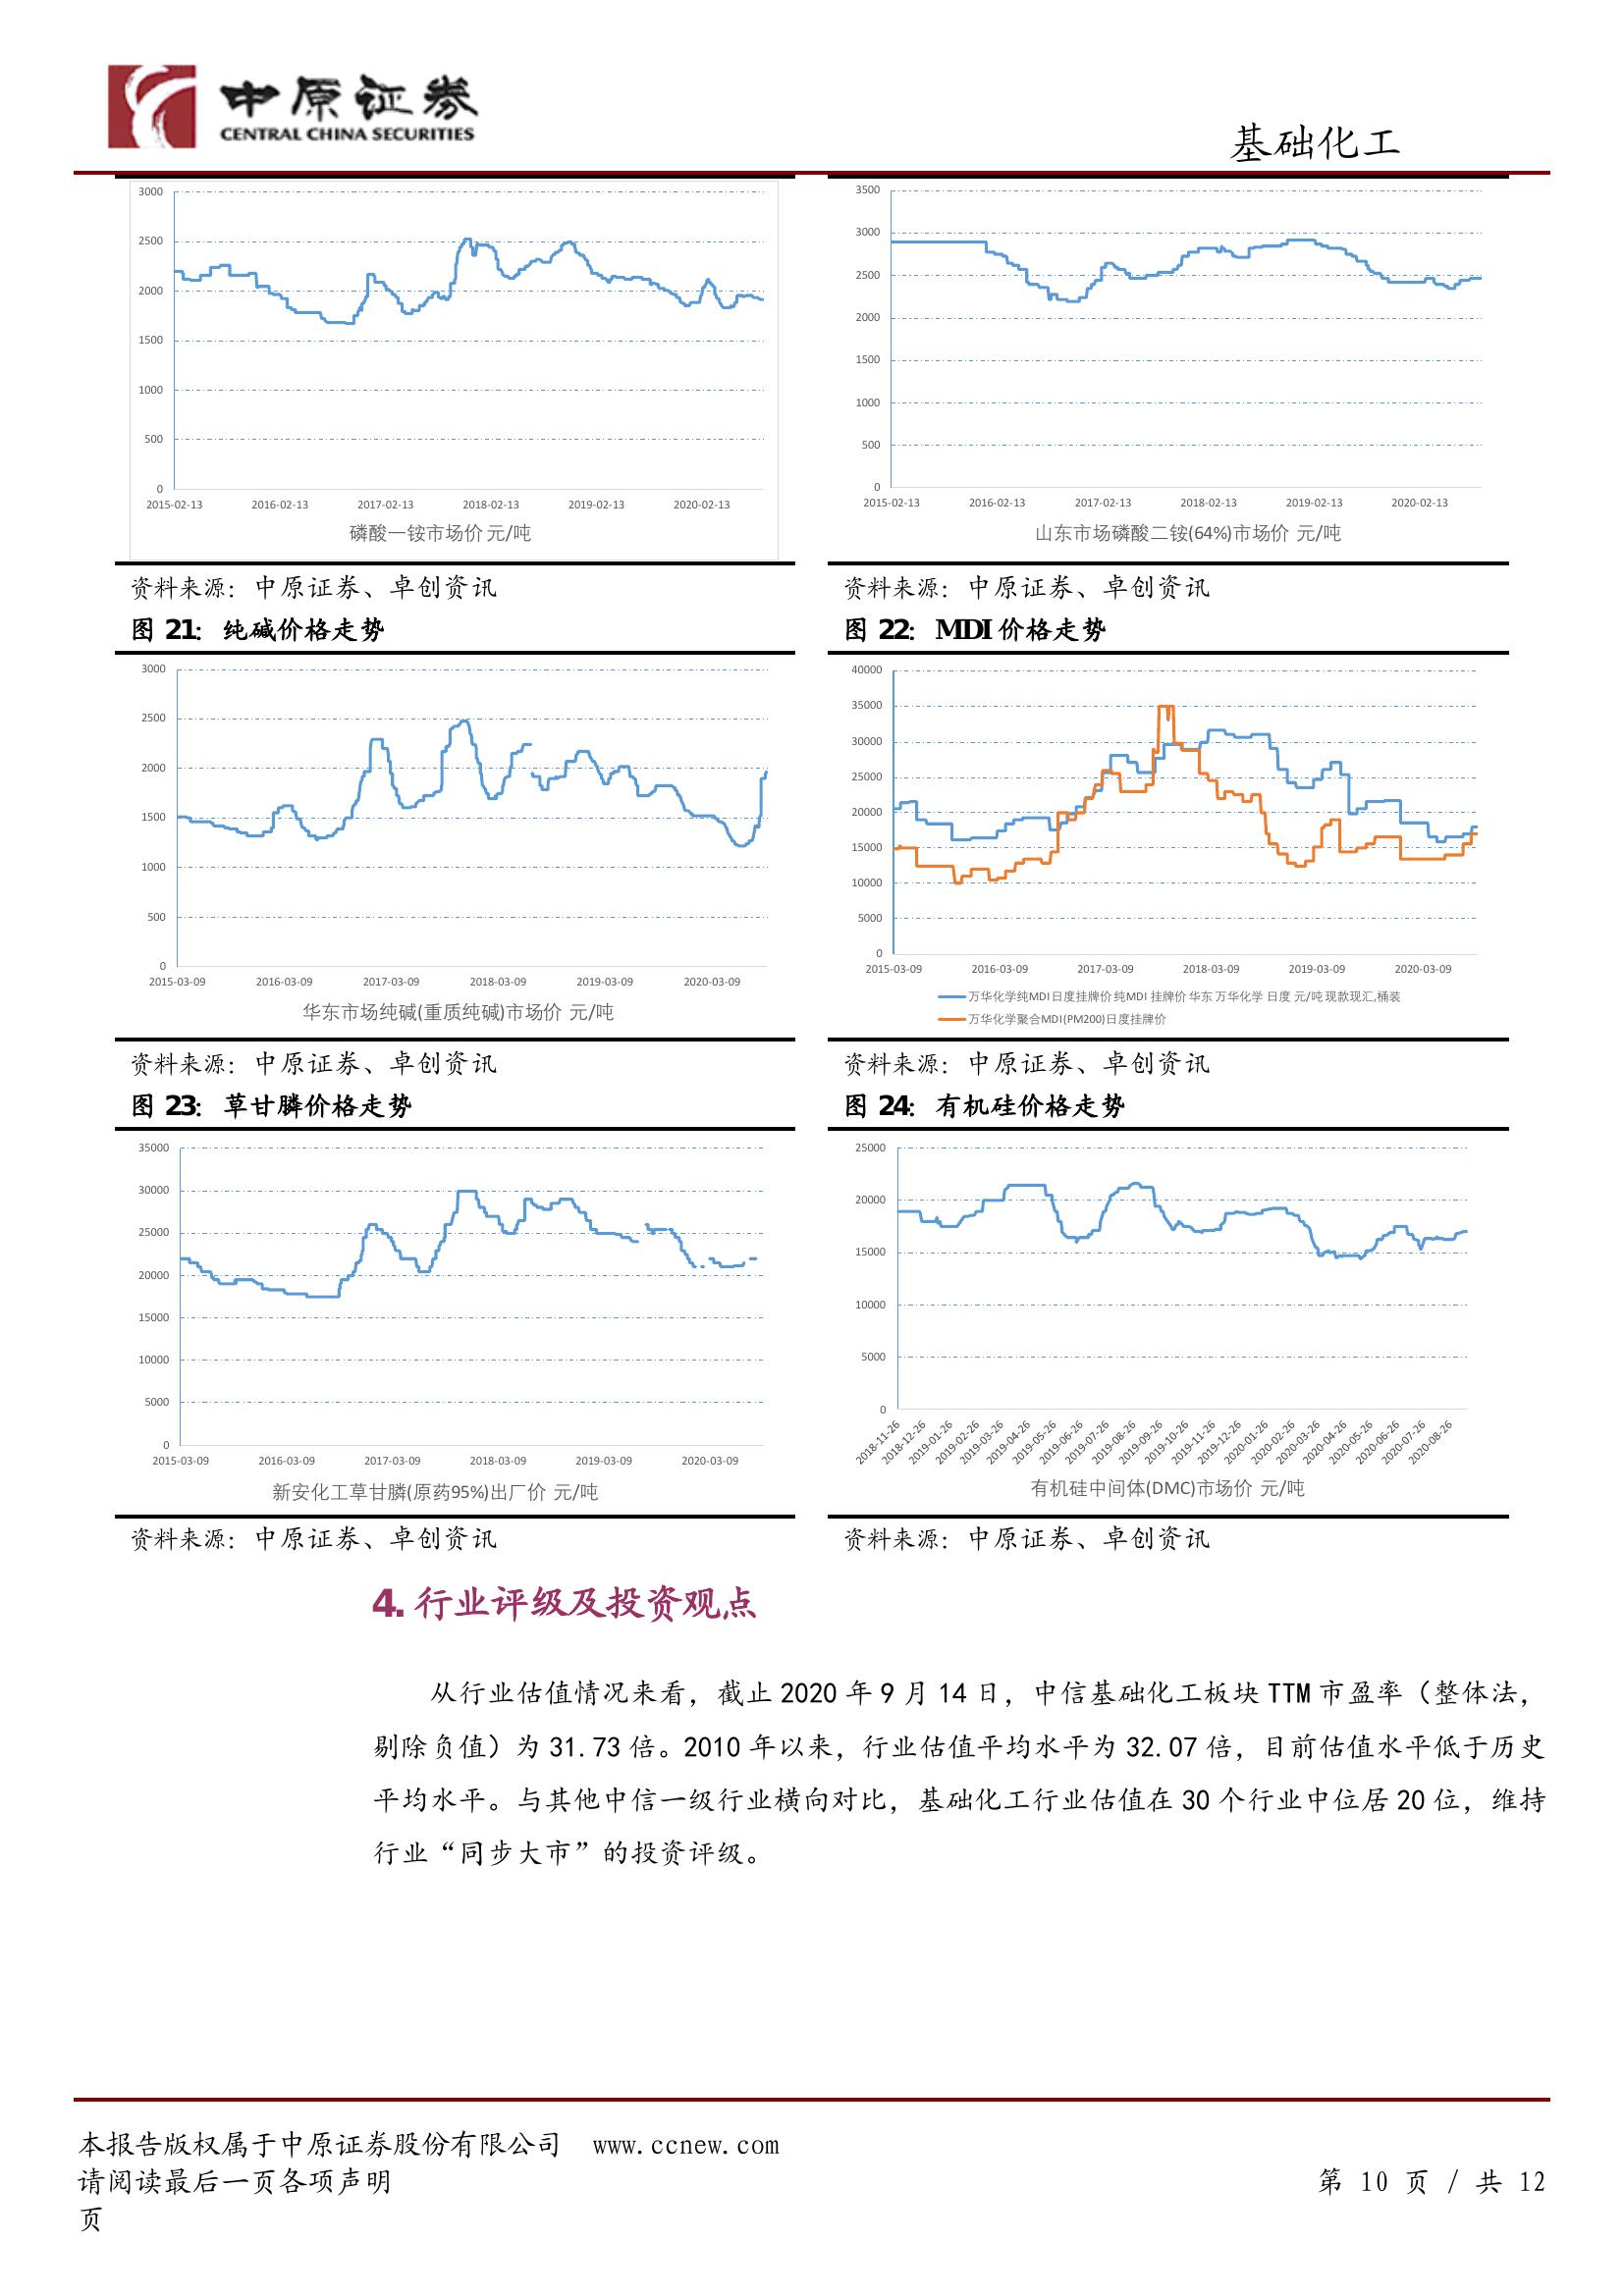 中原证券
CENTRAL CHINA SECURITIES
基础化工
3000
2500
2000
1500
1000
500
0
2015-02-13 2016-02-13 2017-02-13 2018-02-13 2019-02-13 2020-02-13
磷酸一铵市场价 元/吨
3500
3000
2500
2000
1500
1000
500
0
2015-02-13 2016-02-13 2017-02-13 2018-02-13 2019-02-13 2020-02-13
山东市场磷酸二铵(64%)市场价 元/吨
资料来源：中原证券、卓创资讯
资料来源：中原证券、卓创资讯
图 21：纯碱价格走势
图 22：MDI 价格走势
3000
2500
2000
1500
1000
500
0
2015-03-09 2016-03-09 2017-03-09 2018-03-09 2019-03-09 2020-03-09
华东市场纯碱(重质纯碱)市场价 元/吨
40000
35000
30000
25000
20000
15000
10000
5000
0
2015-03-09 2016-03-09 2017-03-09 2018-03-09 2019-03-09 2020-03-09
万华化学纯MDI日度挂牌价 纯MDI 挂牌价 华东 万华化学 日度 元/吨 现款现汇,桶装
万华化学聚合MDI(PM200)日度挂牌价
资料来源：中原证券、卓创资讯
资料来源：中原证券、卓创资讯
图 23：草甘膦价格走势
图 24：有机硅价格走势
35000
30000
25000
20000
15000
10000
5000
0
2015-03-09 2016-03-09 2017-03-09 2018-03-09 2019-03-09 2020-03-09
新安化工草甘膦(原药95%)出厂价 元/吨
25000
20000
15000
10000
5000
0
2018-11-26 2018-12-26 2019-01-26 2019-02-26 2019-03-26 2019-04-26 2019-05-26 2019-06-26 2019-07-26 2019-08-26 2019-09-26 2019-10-26 2019-11-26 2019-12-26 2020-01-26 2020-02-26 2020-03-26 2020-04-26 2020-05-26 2020-06-26 2020-07-26 2020-08-26
有机硅中间体(DMC)市场价 元/吨
资料来源：中原证券、卓创资讯
资料来源：中原证券、卓创资讯
4. 行业评级及投资观点
从行业估值情况来看，截止 2020 年 9 月 14 日，中信基础化工板块 TTM 市盈率（整体法，
剔除负值）为 31.73 倍。2010 年以来，行业估值平均水平为 32.07 倍，目前估值水平低于历史
平均水平。与其他中信一级行业横向对比，基础化工行业估值在 30 个行业中位居 20 位，维持
行业“同步大市”的投资评级。
本报告版权属于中原证券股份有限公司 www.ccnew.com
请阅读最后一页各项声明 第 10 页 / 共 12
页